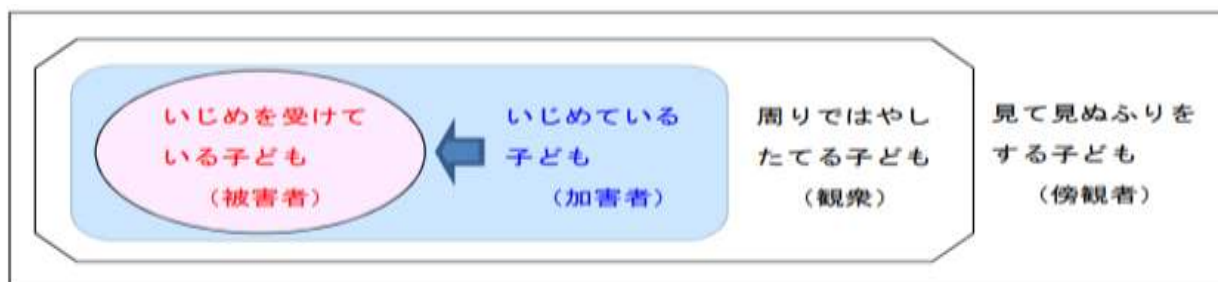 いじめを受けて
いる子ども
（被害者）
いじめている
子ども
（加害者）
周りではやし
たてる子ども
（観衆）
見て見ぬふりを
する子ども
（傍観者）